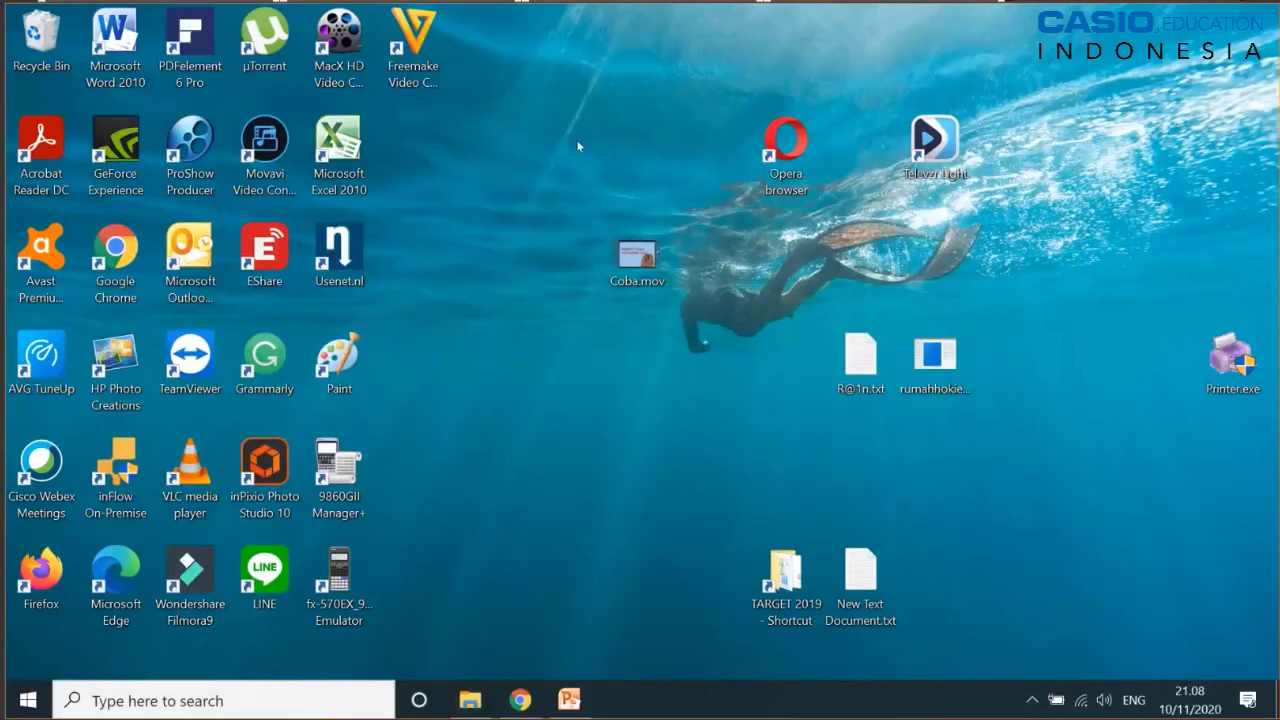 CASIO EDUCATION
INDONESIA
Recycle Bin
Microsoft
Word 2010
PDFelement
6 Pro
µTorrent
MacX HD
Video C...
Freemake
Video C...
Acrobat
Reader DC
GeForce
Experience
ProShow
Producer
Movavi
Video Con...
Microsoft
Excel 2010
Opera
browser
Televzr Light
Avast
Premiu...
Google
Chrome
Microsoft
Outloo...
EShare
Usenet.nl
Coba.mov
AVG TuneUp
HP Photo
Creations
TeamViewer
Grammarly
Paint
R@1n.txt
rumahhokie...
Printer.exe
Cisco Webex
Meetings
inFlow
On-Premise
VLC media
player
inPixio Photo
Studio 10
9860GII
Manager+
Firefox
Microsoft
Edge
Wondershare
Filmora9
LINE
LINE
fx-570EX_9...
Emulator
TARGET 2019
- Shortcut
New Text
Document.txt
Type here to search
ENG
21.08
10/11/2020